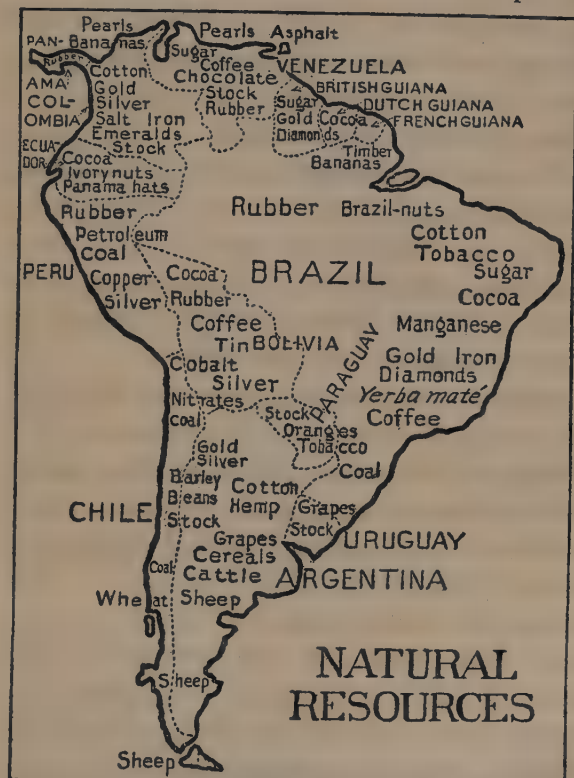 Pearls
Pearls Asphalt
PAN-
Bananas
Rubber
AMA
Sugar
Coffee
Chocolate
Stock
Rubber
VENEZUELA
BRITISH GUIANA
DUTCH GUIANA
FRENCH GUIANA
Cotton
Gold
Silver
Salt Iron
Emeralds
Stock
COL-
OMBIA
Sugar
Gold
Diamonds
Cocoa
Timber
Bananas
ECUA-
DOR
Cocoa
Ivory nuts
Panama hats
Rubber
Petroleum
Coal
PERU
Copper
Silver
Rubber
Brazil-nuts
Cotton
Tobacco
Sugar
Cocoa
BRAZIL
Manganese
Gold Iron
Diamonds
Yerba maté
Coffee
Cocoa
Rubber
Coffee
Tin
BOLIVIA
Cobalt
Silver
PARAGUAY
Stock
Oranges
Tobacco
Nitrates
Coal
Gold
Silver
Barley
Beans
CHILE
Stock
Coal
Wheat
Coal
Cotton
Hemp
Grapes
Stock
URUGUAY
Grapes
Cereals
Cattle
ARGENTINA
Sheep
Sheep
Sheep
NATURAL
RESOURCES